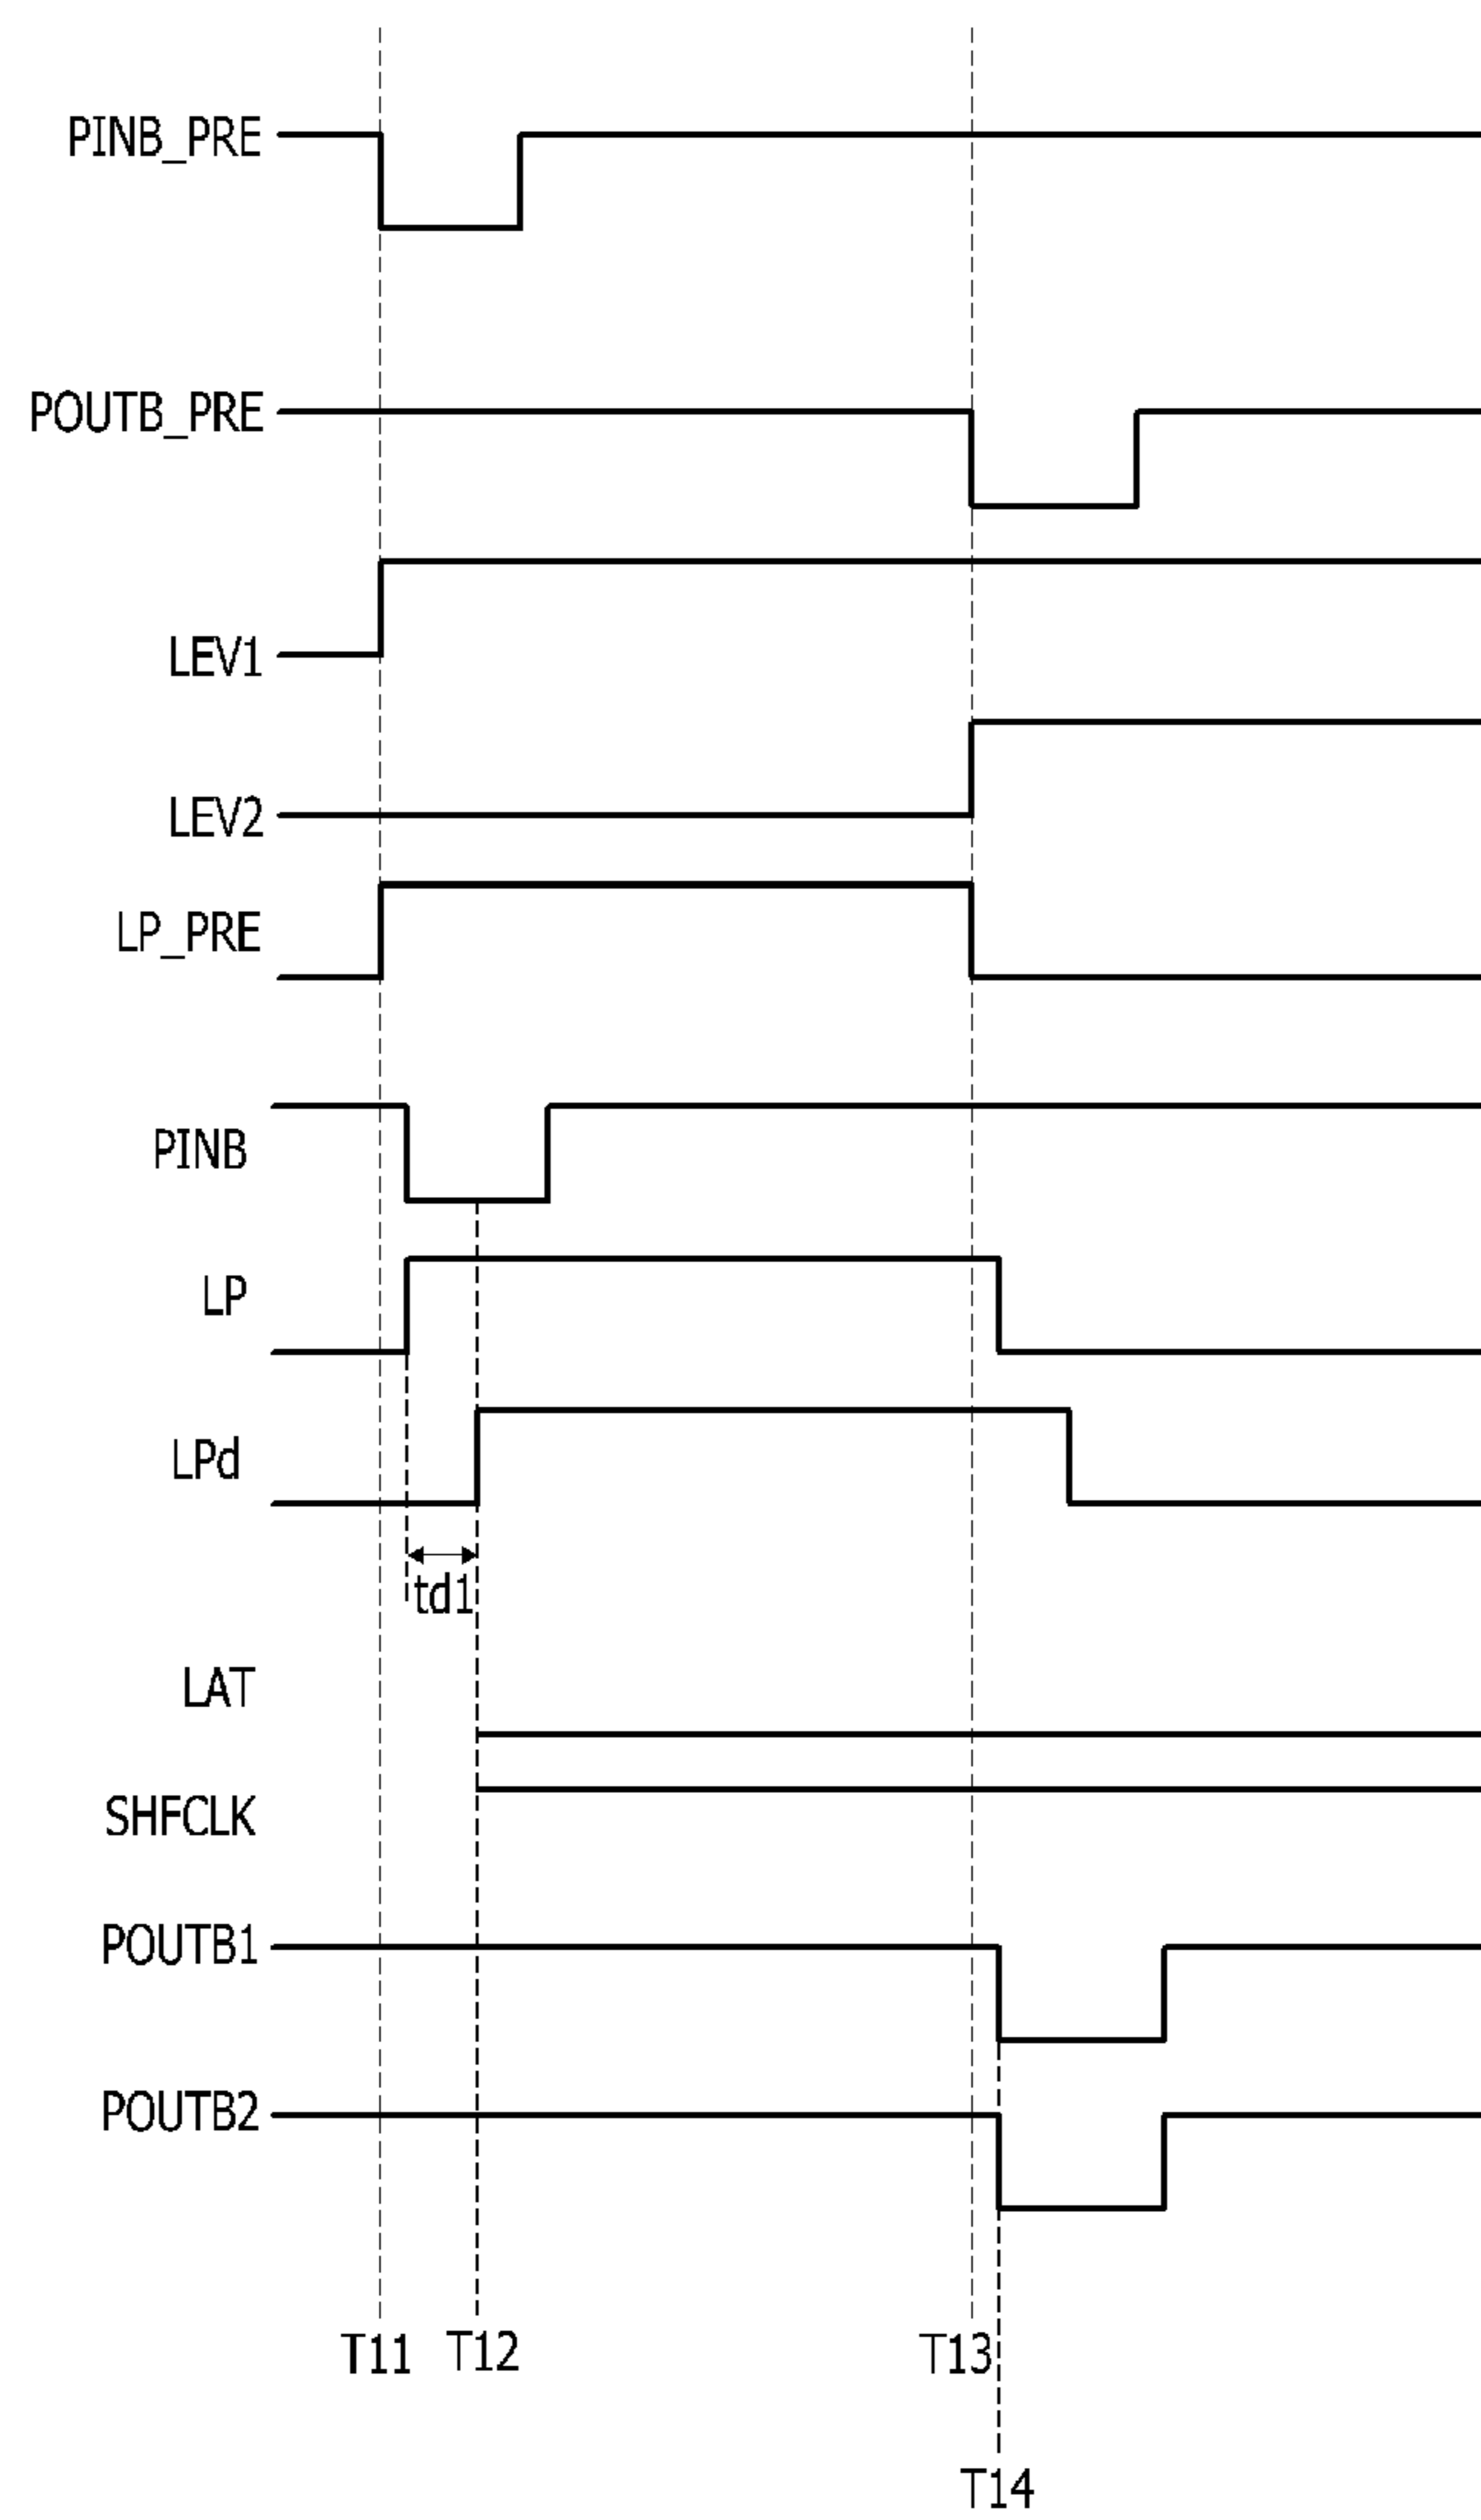 PINB_PRE
POUTB_PRE
LEV1
LEV2
LP_PRE
PINB
LP
LPd
td1
LAT
SHFCLK
POUTB1
POUTB2
T11 T12 T13
T14